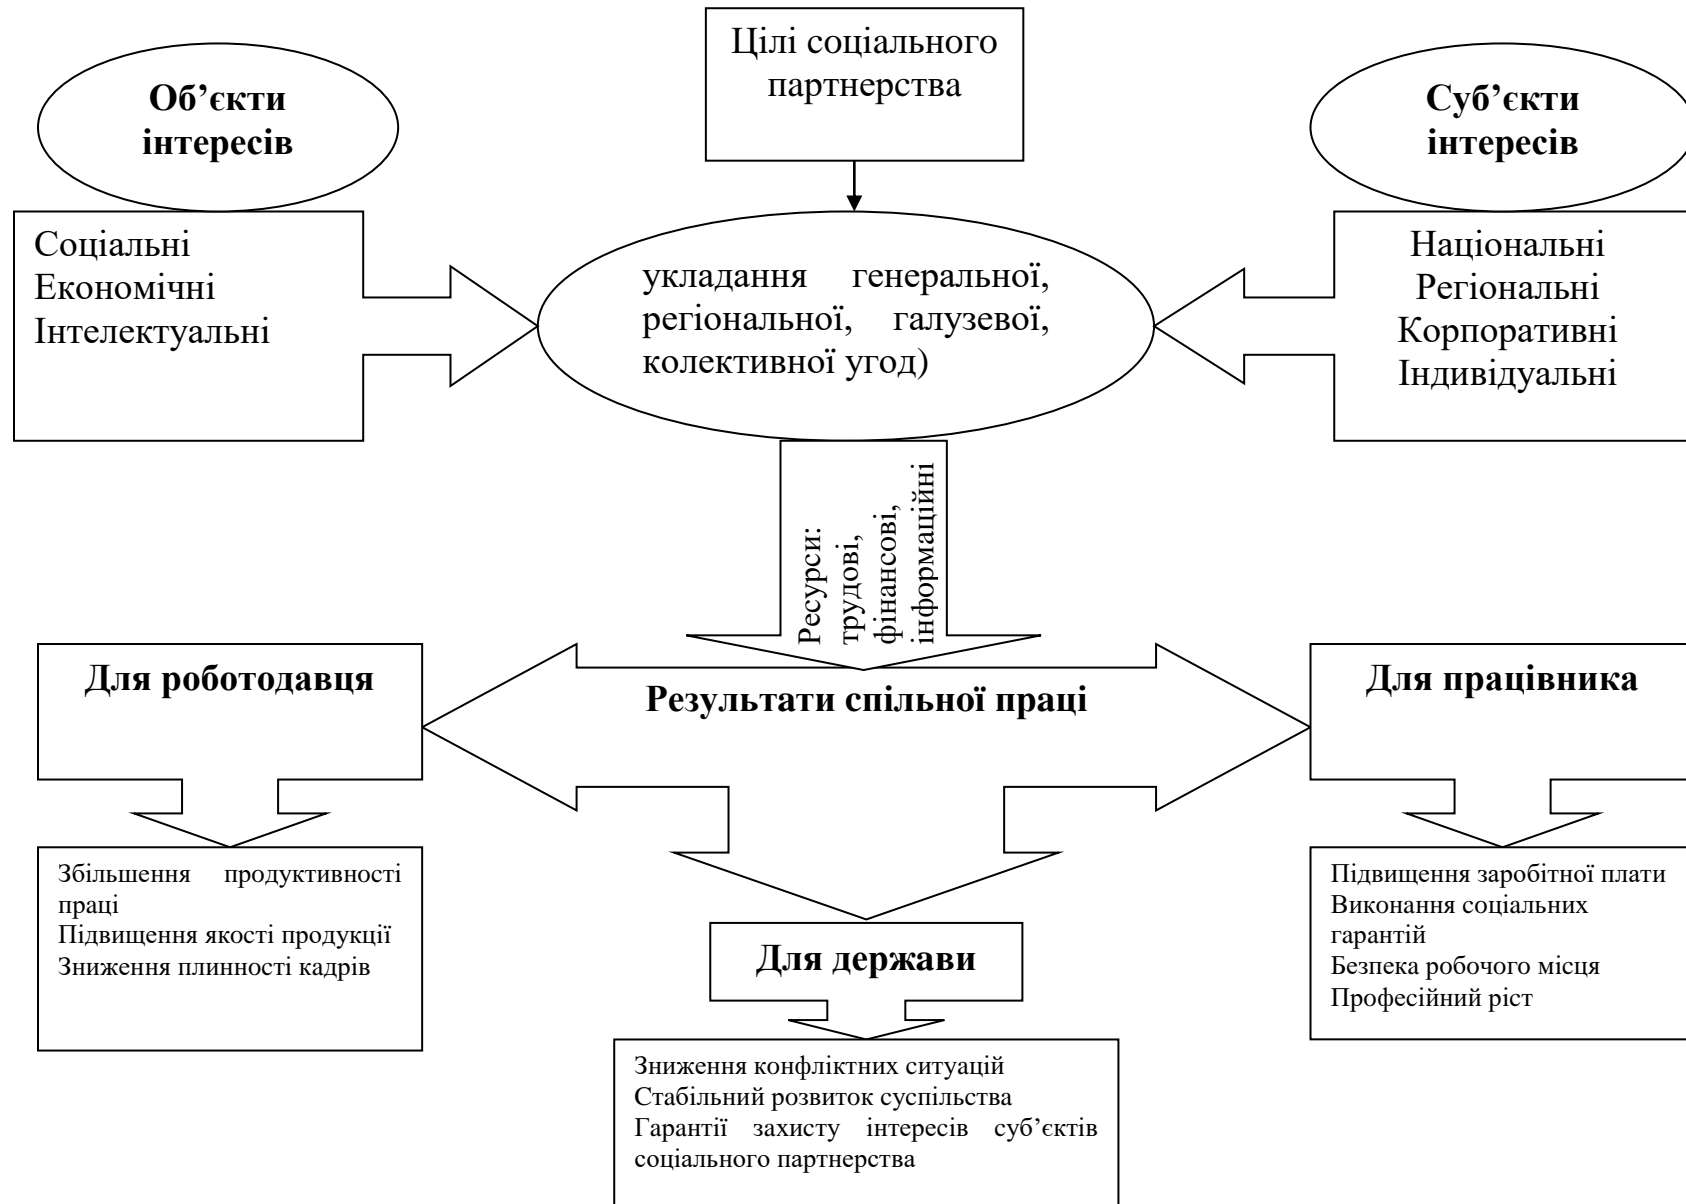 Цілі соціального
партнерства
Об’єкти
інтересів
Суб’єкти
інтересів
Соціальні
Економічні
Інтелектуальні
укладання генеральної,
регіональної, галузевої,
колективної угод)
Національні
Регіональні
Корпоративні
Індивідуальні
Ресурси:
трудові,
фінансові,
інформаційні
Для роботодавця
Результати спільної праці
Для працівника
Збільшення продуктивності
праці
Підвищення якості продукції
Зниження плинності кадрів
Підвищення заробітної плати
Виконання соціальних
гарантій
Безпека робочого місця
Професійний ріст
Для держави
Зниження конфліктних ситуацій
Стабільний розвиток суспільства
Гарантії захисту інтересів суб’єктів
соціального партнерства